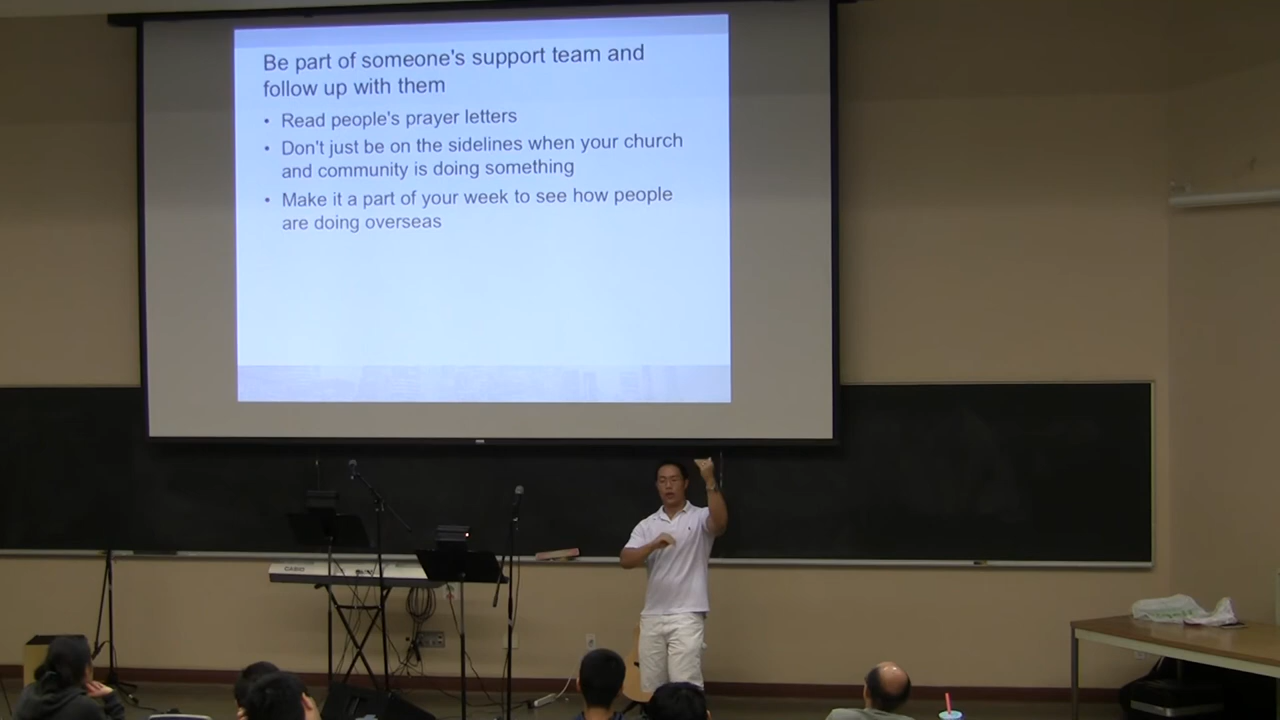 Be part of someone's support team and
follow up with them
• Read people's prayer letters
• Don't just be on the sidelines when your church
and community is doing something
• Make it a part of your week to see how people
are doing overseas
CASIO